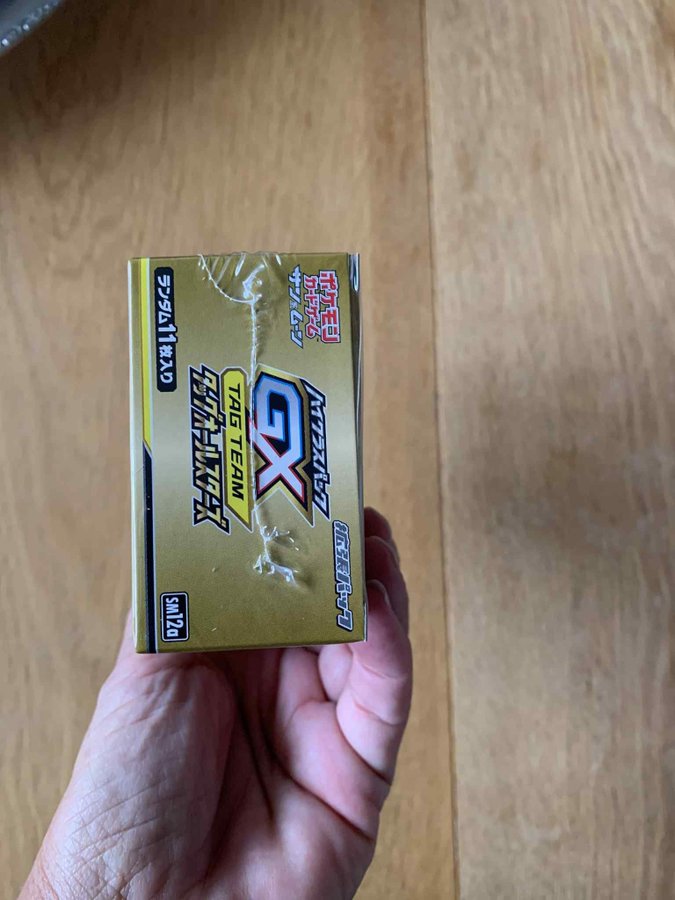 ポケモン
カードゲーム
サン&ムーン
ハイクラスパック
GX
TAG TEAM
タッグオールスターズ
ランダム11枚入り
拡張パック
SM12a